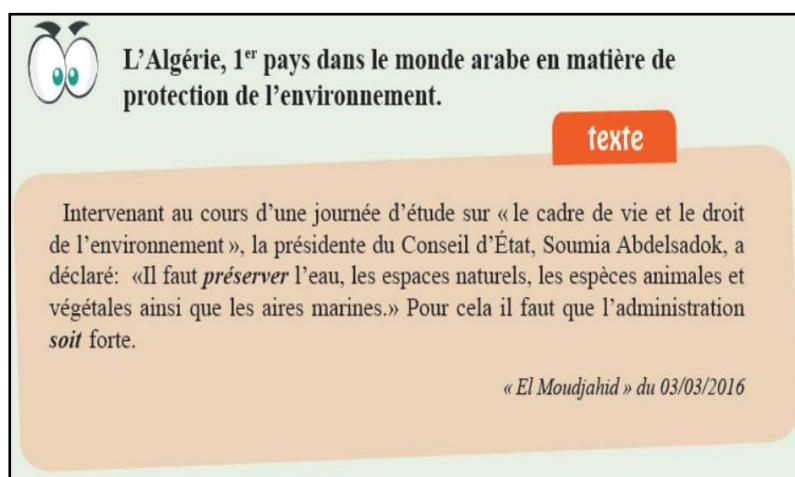 L’Algérie, 1er pays dans le monde arabe en matière de
protection de l’environnement.
texte
Intervenant au cours d’une journée d’étude sur « le cadre de vie et le droit
de l’environnement », la présidente du Conseil d’État, Soumia Abdelsadok, a
déclaré: «Il faut préserver l’eau, les espaces naturels, les espèces animales et
végétales ainsi que les aires marines.» Pour cela il faut que l’administration
soit forte.
« El Moudjahid » du 03/03/2016